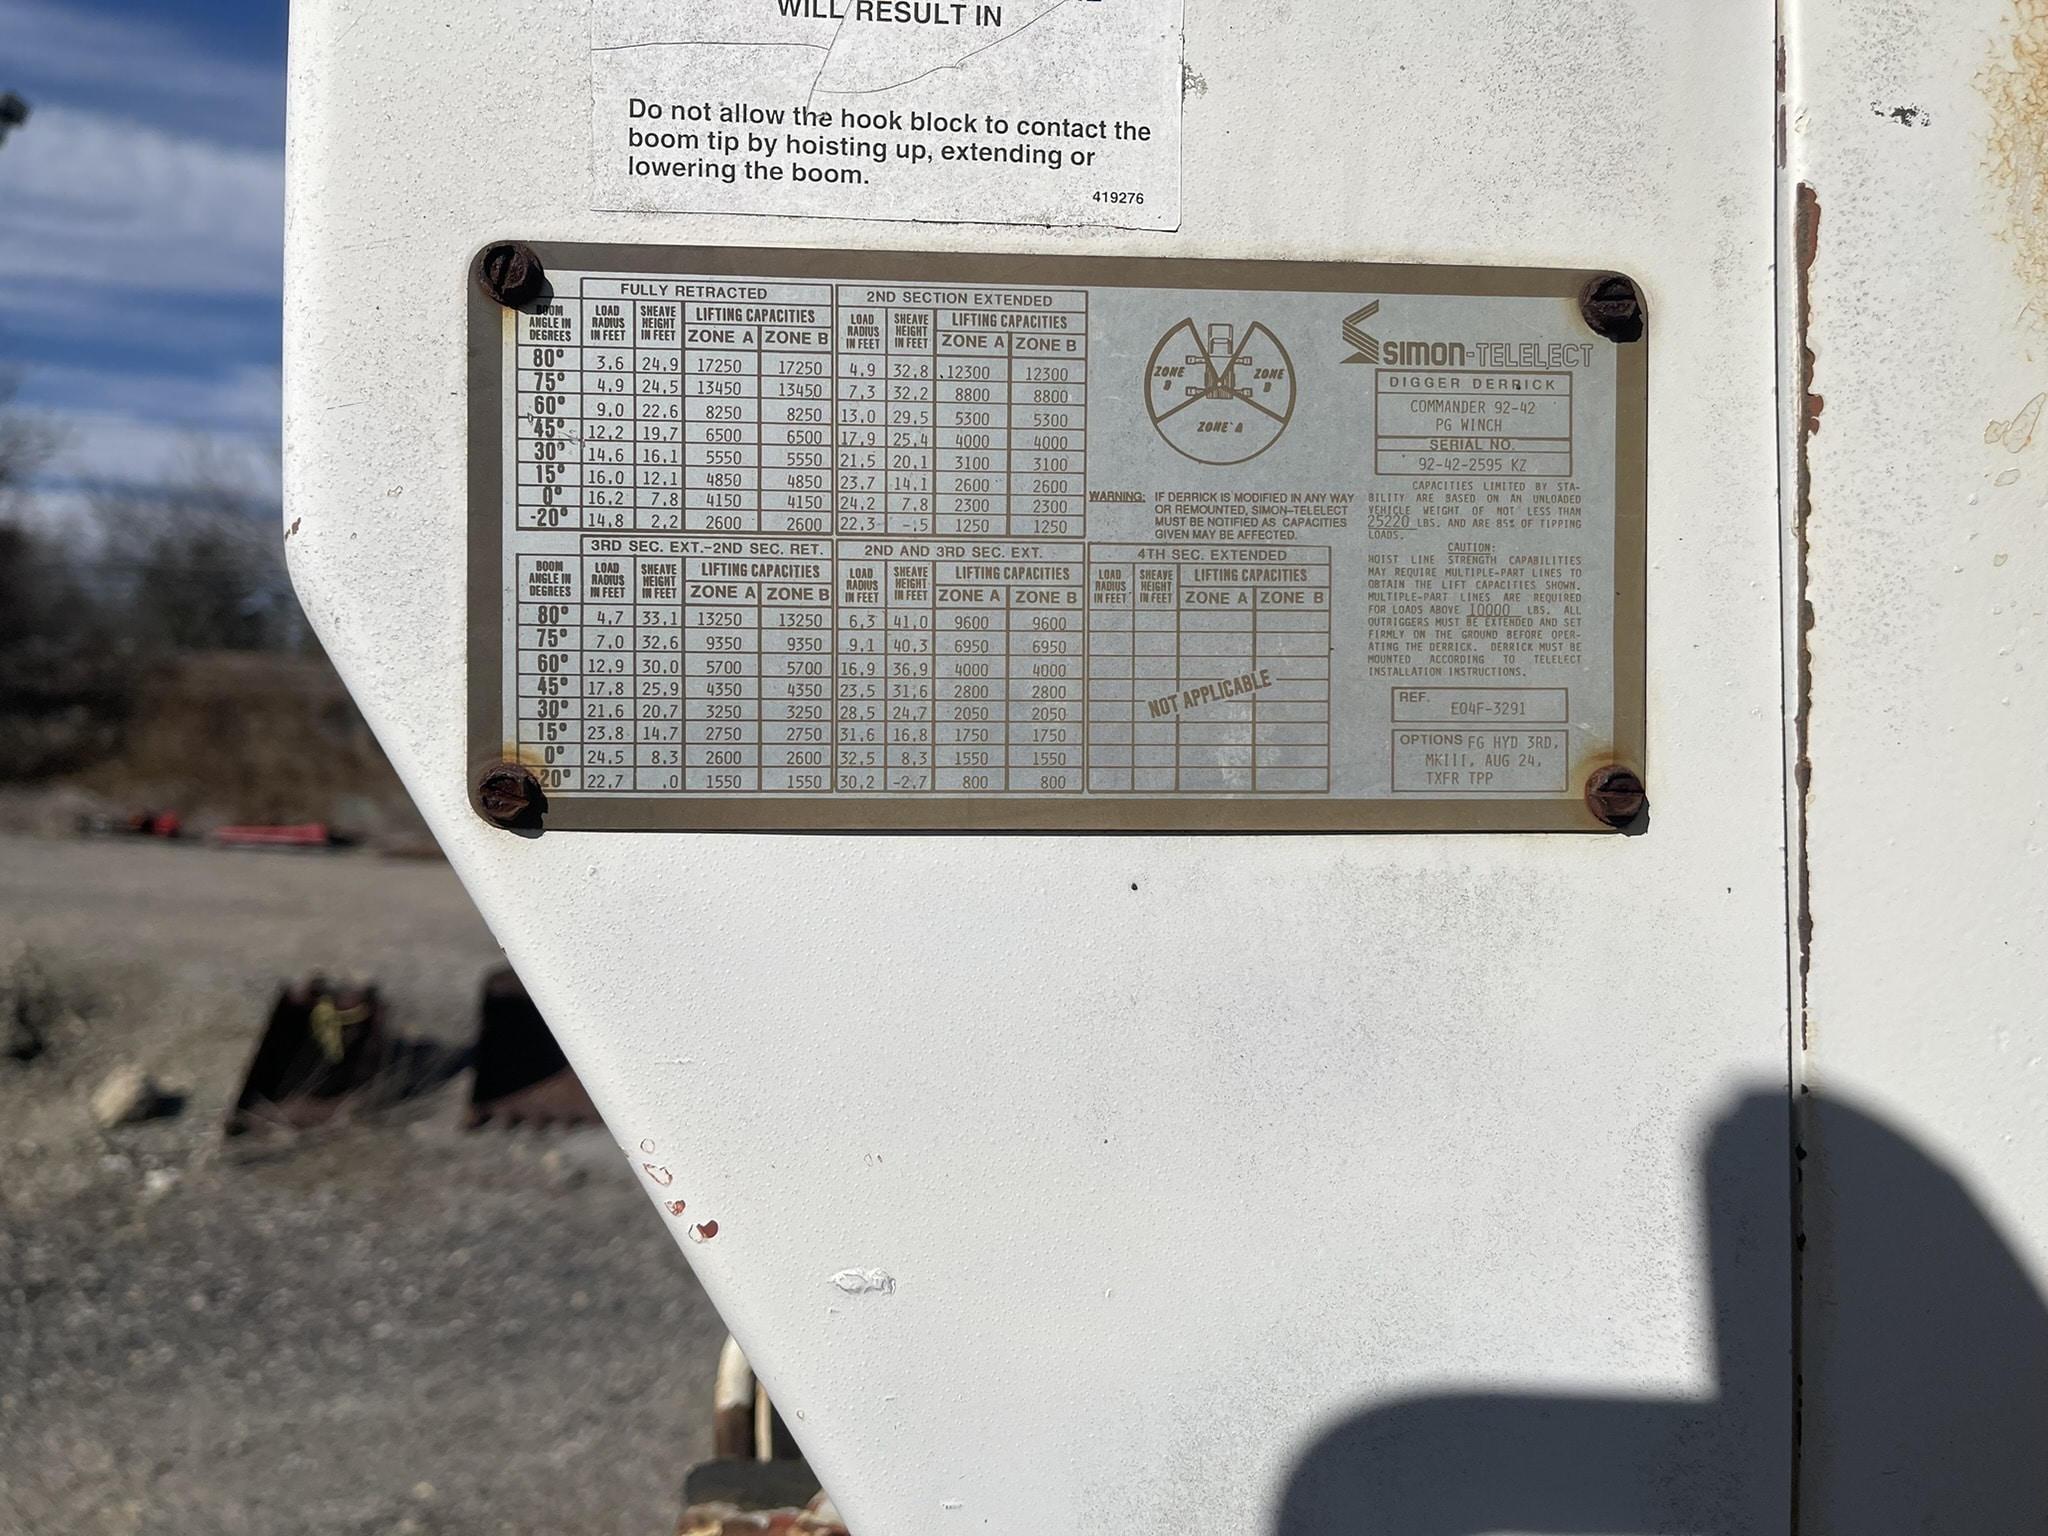 WILL RESULT IN
Do not allow the hook block to contact the
boom tip by hoisting up, extending or
lowering the boom.
419276
FULLY RETRACTED
BOOM ANGLE IN DEGREES LOAD RADIUS IN FEET SHEAVE HEIGHT IN FEET LIFTING CAPACITIES ZONE A ZONE B
80° 3.6 24.9 17250 17250
75° 4.9 24.5 13450 13450
60° 9.0 22.6 8250 8250
45° 12.2 19.7 6500 6500
30° 14.6 16.1 5550 5550
15° 16.0 12.1 4850 4850
0° 16.2 7.8 4150 4150
-20° 14.8 2.2 2600 2600
2ND SECTION EXTENDED
LOAD RADIUS IN FEET SHEAVE HEIGHT IN FEET LIFTING CAPACITIES ZONE A ZONE B
4.9 32.8 12300 12300
7.3 32.2 8800 8800
13.0 29.5 5300 5300
17.9 25.4 4000 4000
21.5 20.1 3100 3100
23.7 14.1 2600 2600
24.2 7.8 2300 2300
22.3 -.5 1250 1250
ZONE B
ZONE B
ZONE A
WARNING: IF DERRICK IS MODIFIED IN ANY WAY
OR REMOUNTED, SIMON-TELELECT
MUST BE NOTIFIED AS CAPACITIES
GIVEN MAY BE AFFECTED.
3RD SEC. EXT.-2ND SEC. RET.
BOOM ANGLE IN DEGREES LOAD RADIUS IN FEET SHEAVE HEIGHT IN FEET LIFTING CAPACITIES ZONE A ZONE B
80° 4.7 33.1 13250 13250
75° 7.0 32.6 9350 9350
60° 12.9 30.0 5700 5700
45° 17.8 25.9 4350 4350
30° 21.6 20.7 3250 3250
15° 23.8 14.7 2750 2750
0° 24.5 8.3 2600 2600
20° 22.7 .0 1550 1550
2ND AND 3RD SEC. EXT.
LOAD RADIUS IN FEET SHEAVE HEIGHT IN FEET LIFTING CAPACITIES ZONE A ZONE B
6.3 41.0 9600 9600
9.1 40.3 6950 6950
16.9 36.9 4000 4000
23.5 31.6 2800 2800
28.5 24.7 2050 2050
31.6 16.8 1750 1750
32.5 8.3 1550 1550
30.2 -2.7 800 800
4TH SEC. EXTENDED
LOAD RADIUS IN FEET SHEAVE HEIGHT IN FEET LIFTING CAPACITIES ZONE A ZONE B
NOT APPLICABLE
SIMON-TELELECT
DIGGER DERRICK
COMMANDER 92-42
PG WINCH
SERIAL NO.
92-42-2595 KZ
CAPACITIES LIMITED BY STA-
BILITY ARE BASED ON AN UNLOADED
VEHICLE WEIGHT OF NOT LESS THAN
25220 LBS. AND ARE 85% OF TIPPING
LOADS.
CAUTION:
HOIST LINE STRENGTH CAPABILITIES
MAY REQUIRE MULTIPLE-PART LINES TO
OBTAIN THE LIFT CAPACITIES SHOWN.
MULTIPLE-PART LINES ARE REQUIRED
FOR LOADS ABOVE 10000 LBS. ALL
OUTRIGGERS MUST BE EXTENDED AND SET
FIRMLY ON THE GROUND BEFORE OPER-
ATING THE DERRICK. DERRICK MUST BE
MOUNTED ACCORDING TO TELELECT
INSTALLATION INSTRUCTIONS.
REF.
E04F-3291
OPTIONS FG HYD 3RD,
MKIII, AUG 24,
TXFR TPP